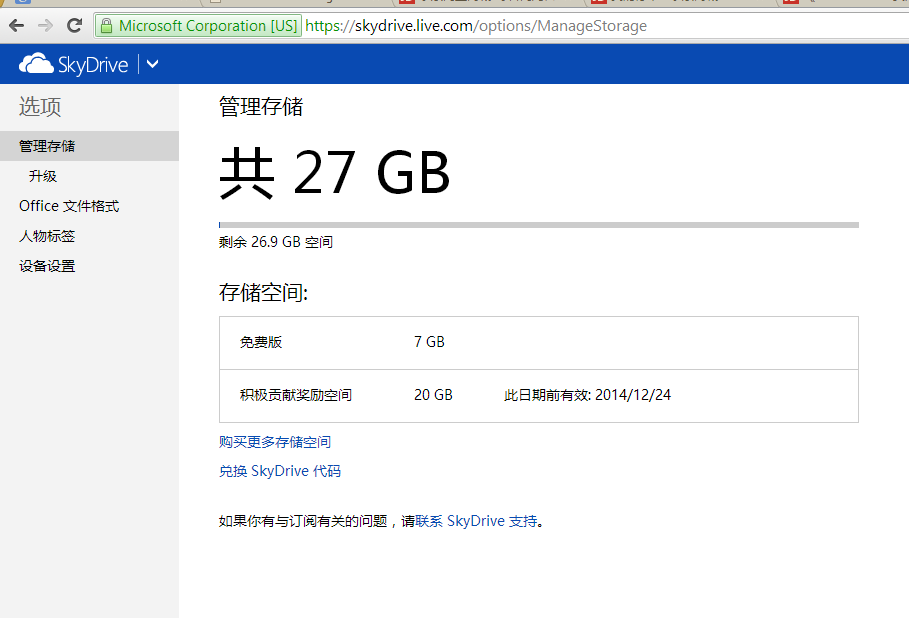 Microsoft Corporation [US] https://skydrive.live.com/options/ManageStorage
SkyDrive
选项
管理存储
升级
Office 文件格式
人物标签
设备设置
管理存储
共 27 GB
剩余 26.9 GB 空间
存储空间:
免费版 7 GB
积极贡献奖励空间 20 GB 此日期前有效: 2014/12/24
购买更多存储空间
兑换 SkyDrive 代码
如果你有与订阅有关的问题，请联系 SkyDrive 支持。